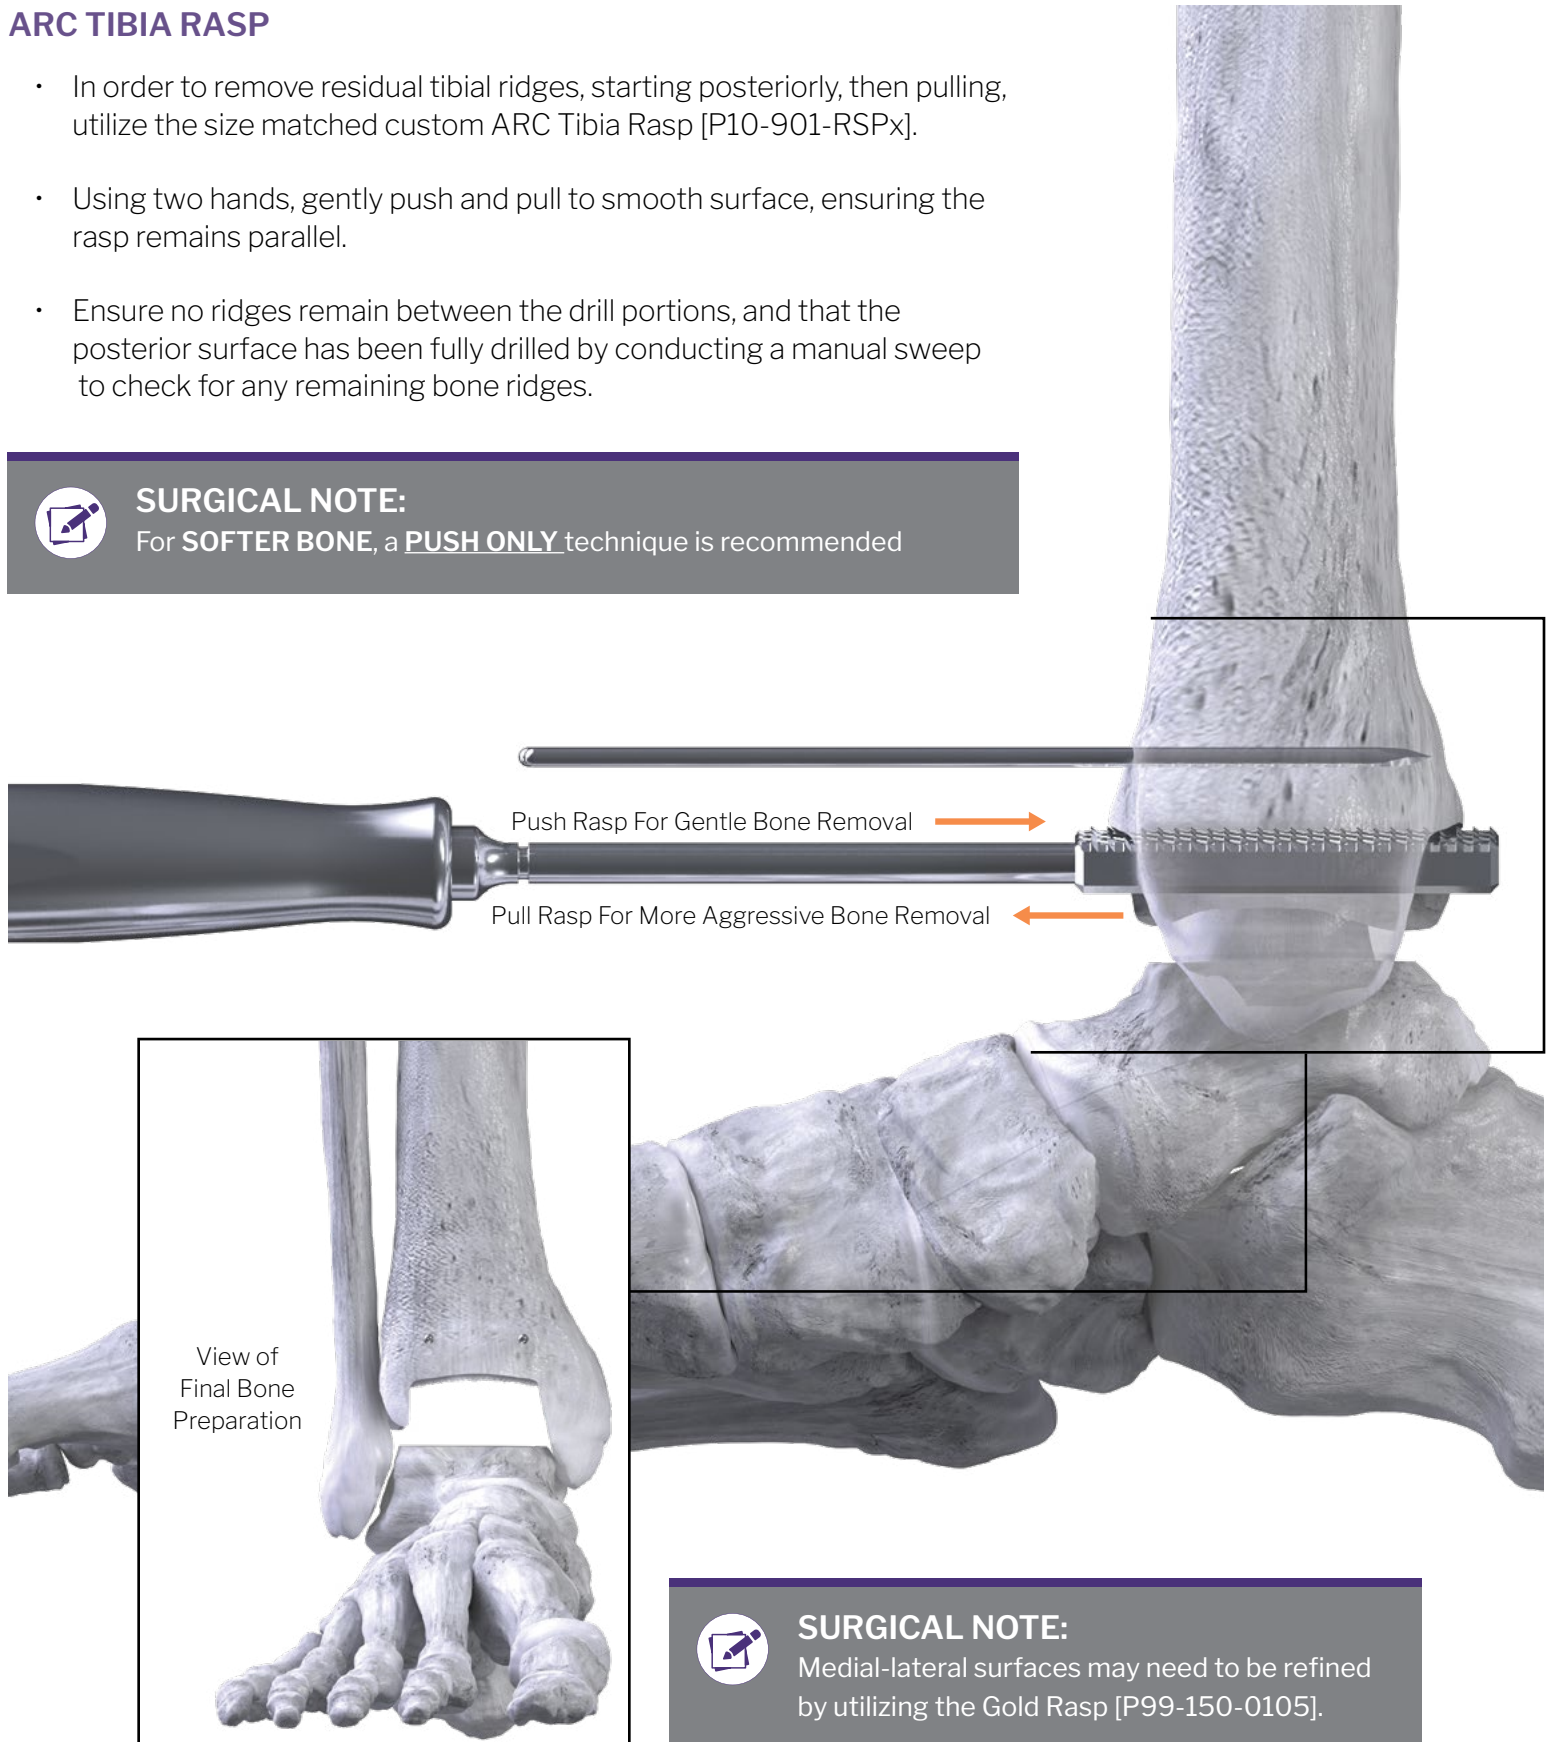 ARC TIBIA RASP
• In order to remove residual tibial ridges, starting posteriorly, then pulling,
utilize the size matched custom ARC Tibia Rasp [P10-901-RSPx].
• Using two hands, gently push and pull to smooth surface, ensuring the
rasp remains parallel.
• Ensure no ridges remain between the drill portions, and that the
posterior surface has been fully drilled by conducting a manual sweep
to check for any remaining bone ridges.
SURGICAL NOTE:
For SOFTER BONE, a PUSH ONLY technique is recommended
Push Rasp For Gentle Bone Removal
Pull Rasp For More Aggressive Bone Removal
View of
Final Bone
Preparation
SURGICAL NOTE:
Medial-lateral surfaces may need to be refined
by utilizing the Gold Rasp [P99-150-0105].